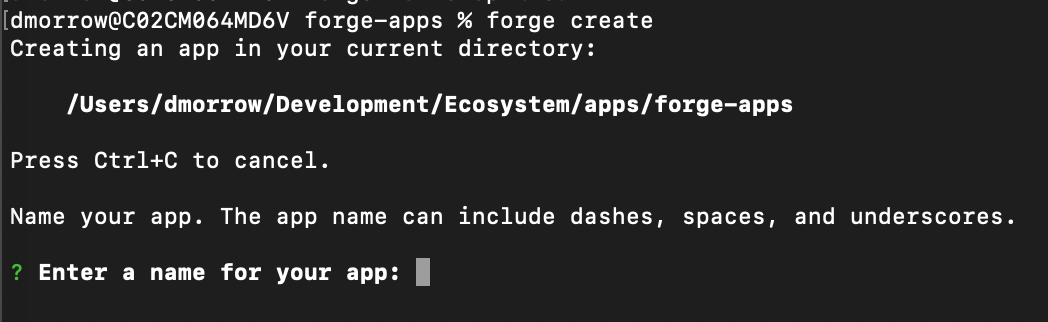 [dmorrow@C02CM064MD6V forge-apps % forge create
Creating an app in your current directory:
/Users/dmorrow/Development/Ecosystem/apps/forge-apps
Press Ctrl+C to cancel.
Name your app. The app name can include dashes, spaces, and underscores.
? Enter a name for your app: